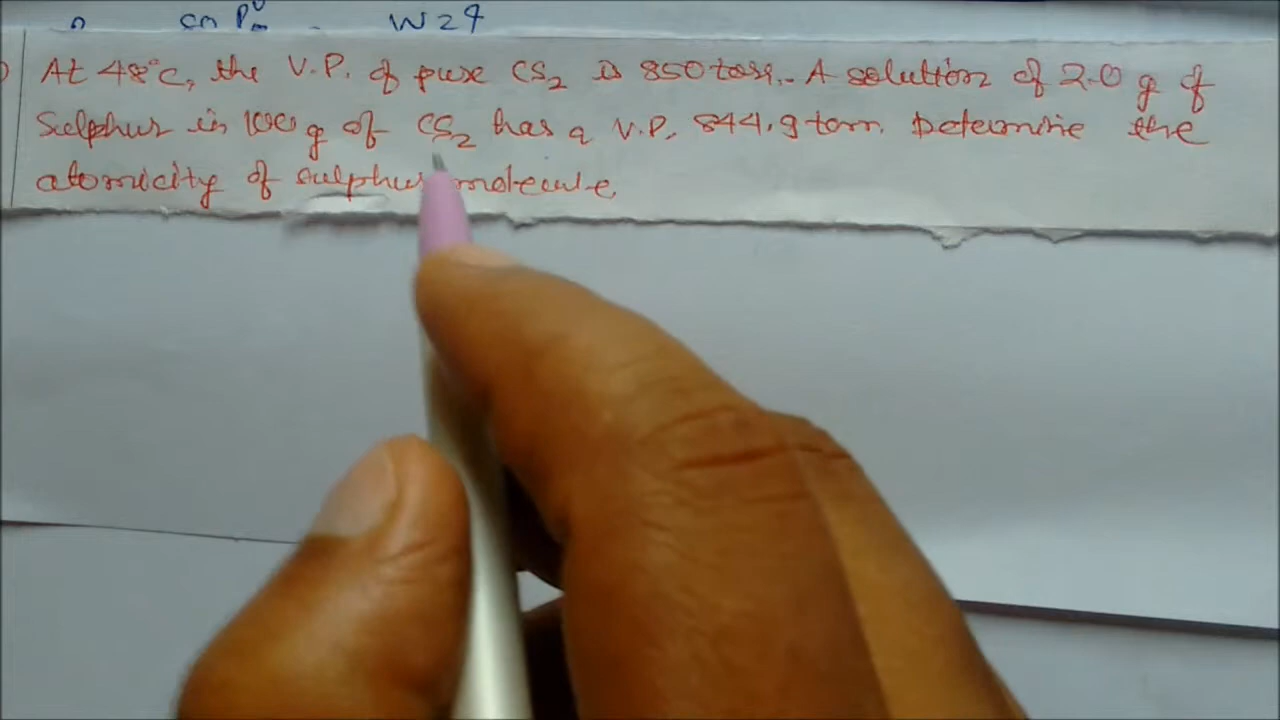 At 48°C, the V.P. of pure CS2 is 850 torr. A solution of 2.0 g of
Sulphur in 100 g of CS2 has a V.P. 844.9 torr. Determine the
atomicity of sulphur molecule.